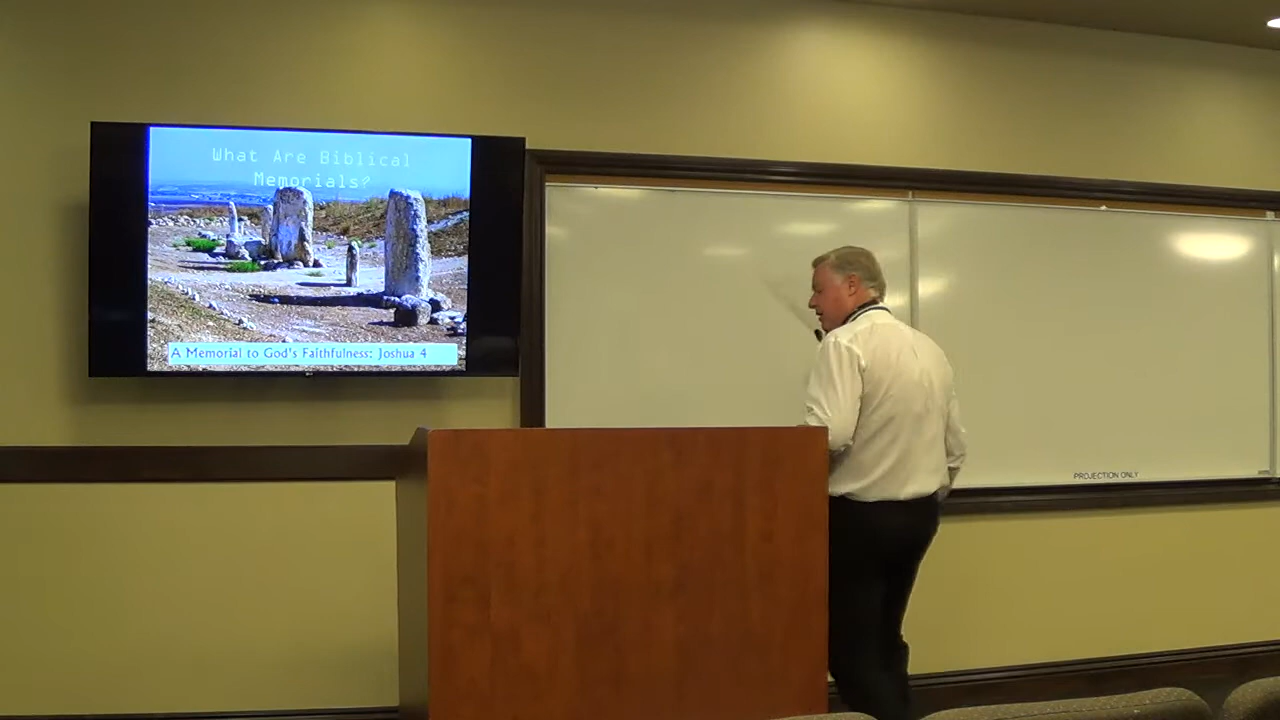 What Are Biblical
Memorials?
A Memorial to God's Faithfulness: Joshua 4
PROJECTION ONLY